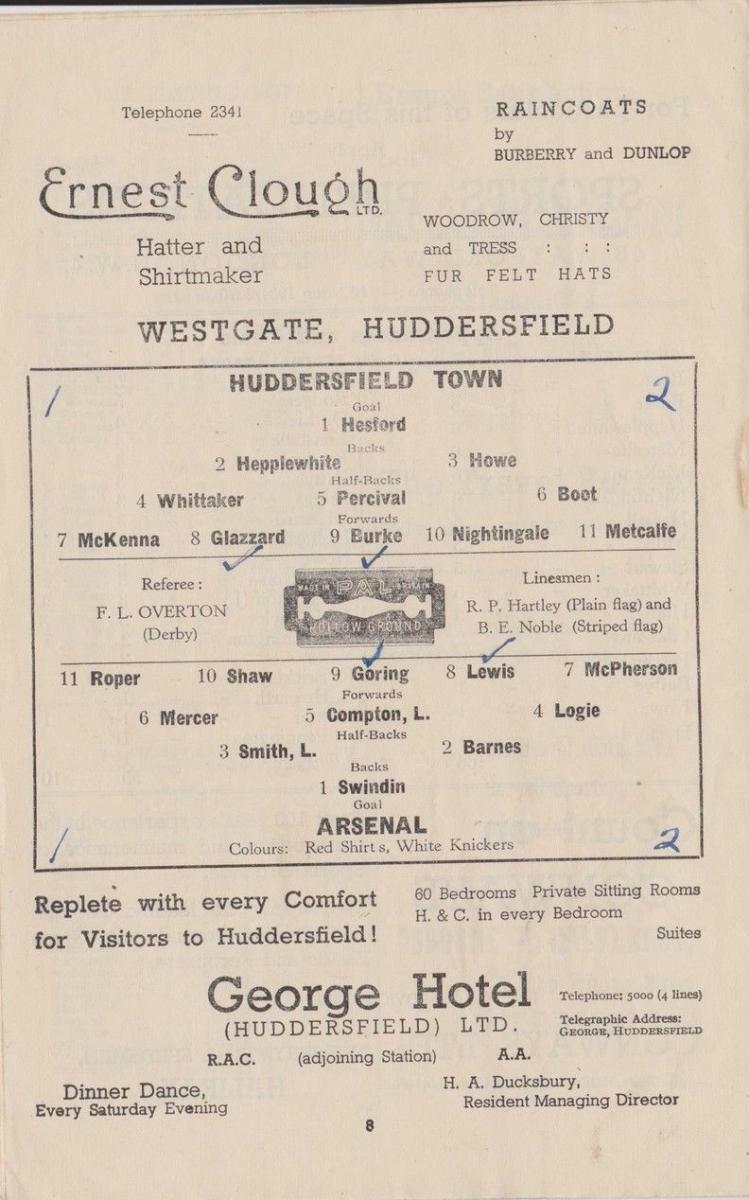 Telephone 2341
RAINCOATS
by
BURBERRY and DUNLOP
Ernest Clough LTD.
Hatter and
Shirtmaker
WOODROW, CHRISTY
and TRESS : : :
FUR FELT HATS
WESTGATE, HUDDERSFIELD
1 2
HUDDERSFIELD TOWN
Goal
1 Hesford
Backs
2 Hepplewhite 3 Howe
Half-Backs
4 Whittaker 5 Percival 6 Boot
Forwards
7 McKenna 8 Glazzard 9 Burke 10 Nightingale 11 Metcalfe
Referee :
F. L. OVERTON
(Derby)
MADE IN PAL
HOLLOW GROUND
Linesmen :
R. P. Hartley (Plain flag) and
B. E. Noble (Striped flag)
11 Roper 10 Shaw 9 Goring 8 Lewis 7 McPherson
Forwards
6 Mercer 5 Compton, L. 4 Logie
Half-Backs
3 Smith, L. 2 Barnes
Backs
1 Swindin
Goal
ARSENAL
Colours: Red Shirts, White Knickers
1 2
Replete with every Comfort
for Visitors to Huddersfield!
60 Bedrooms Private Sitting Rooms
H. & C. in every Bedroom
Suites
George Hotel
(HUDDERSFIELD) LTD.
Telephone: 5000 (4 lines)
Telegraphic Address:
GEORGE, HUDDERSFIELD
R.A.C. (adjoining Station) A.A.
Dinner Dance,
Every Saturday Evening
H. A. Ducksbury,
Resident Managing Director
8